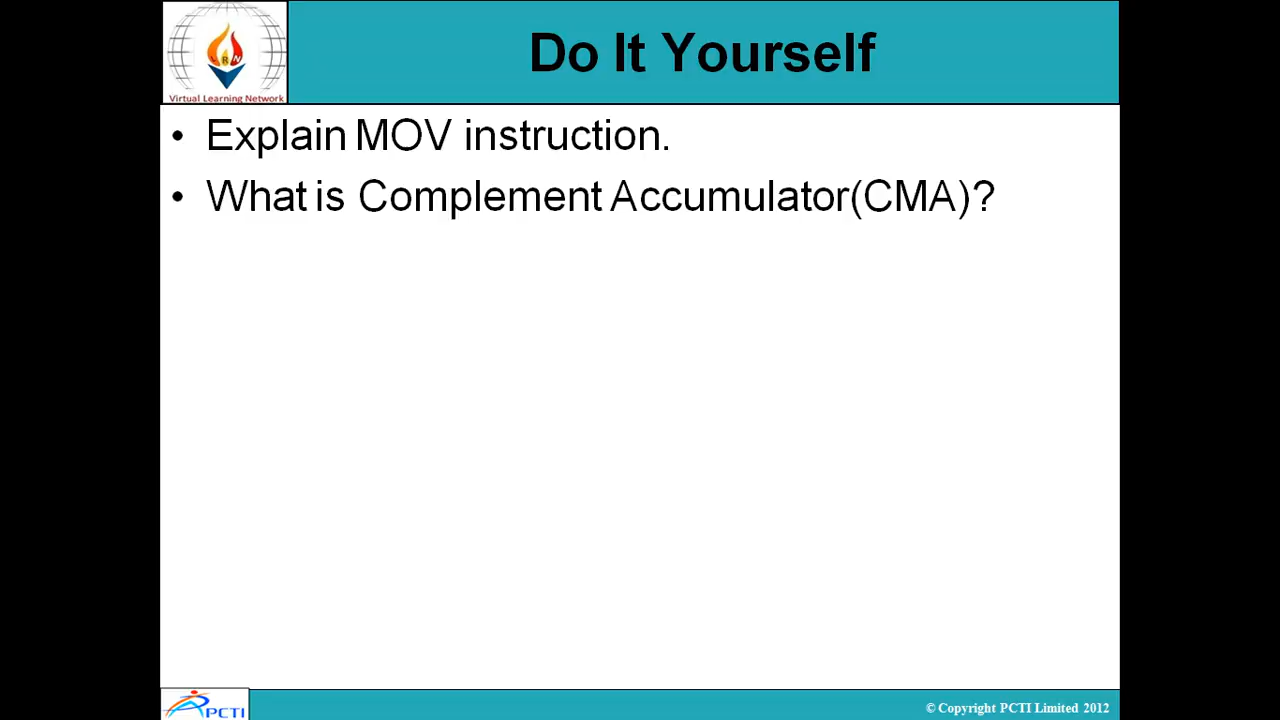 Do It Yourself
Virtual Learning Network
• Explain MOV instruction.
• What is Complement Accumulator(CMA)?
PCTI
© Copyright PCTI Limited 2012